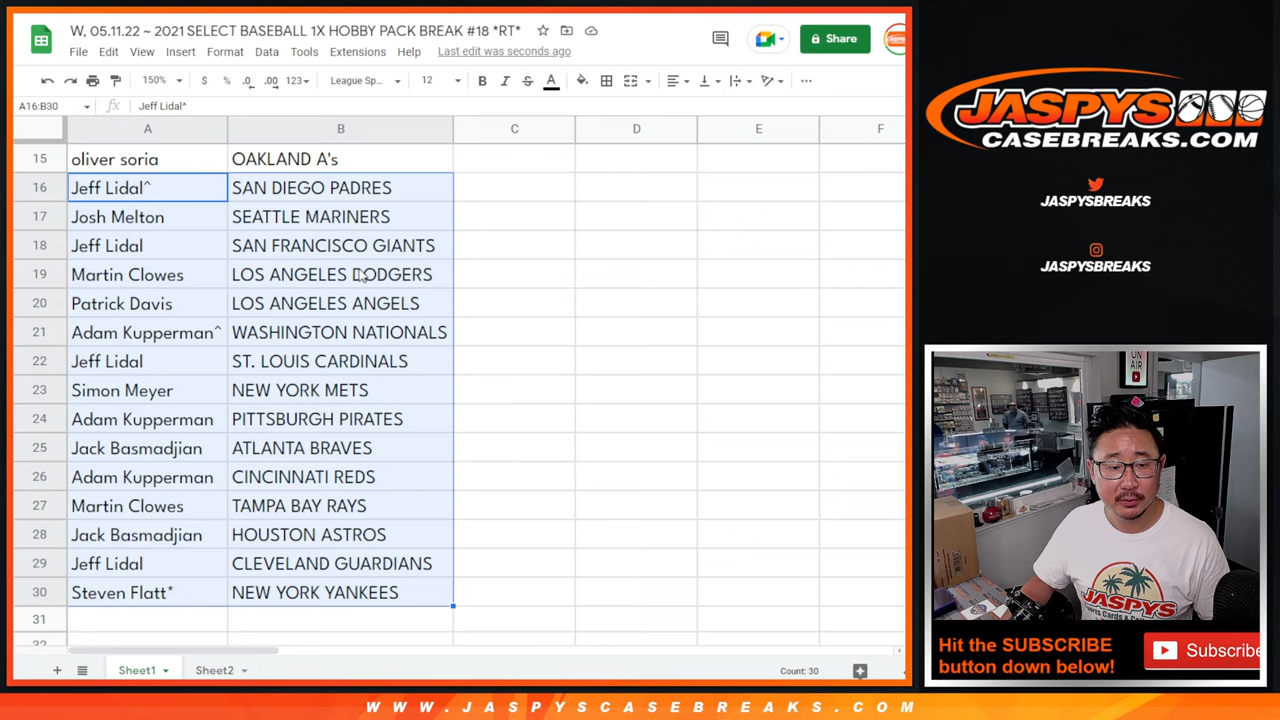 W, 05.11.22 ~ 2021 SELECT BASEBALL 1X HOBBY PACK BREAK #18 *RT*
File Edit View Insert Format Data Tools Extensions Help Last edit was seconds ago
Share
150% $ % .0 .00 123 League Sp... 12 B I S A
A16:B30 fx Jeff Lidal^
A B C D E F
15 oliver soria OAKLAND A's
16 Jeff Lidal^ SAN DIEGO PADRES
17 Josh Melton SEATTLE MARINERS
18 Jeff Lidal SAN FRANCISCO GIANTS
19 Martin Clowes LOS ANGELES DODGERS
20 Patrick Davis LOS ANGELES ANGELS
21 Adam Kupperman^ WASHINGTON NATIONALS
22 Jeff Lidal ST. LOUIS CARDINALS
23 Simon Meyer NEW YORK METS
24 Adam Kupperman PITTSBURGH PIRATES
25 Jack Basmadjian ATLANTA BRAVES
26 Adam Kupperman CINCINNATI REDS
27 Martin Clowes TAMPA BAY RAYS
28 Jack Basmadjian HOUSTON ASTROS
29 Jeff Lidal CLEVELAND GUARDIANS
30 Steven Flatt* NEW YORK YANKEES
31
32
Sheet1 Sheet2 Count: 30
JASPYS
CASEBREAKS.COM
JASPYSBREAKS
JASPYSBREAKS
ON
AIR
JASPYS
Hit the SUBSCRIBE
button down below!
Subscribe
WWW.JASPYSCASEBREAKS.COM